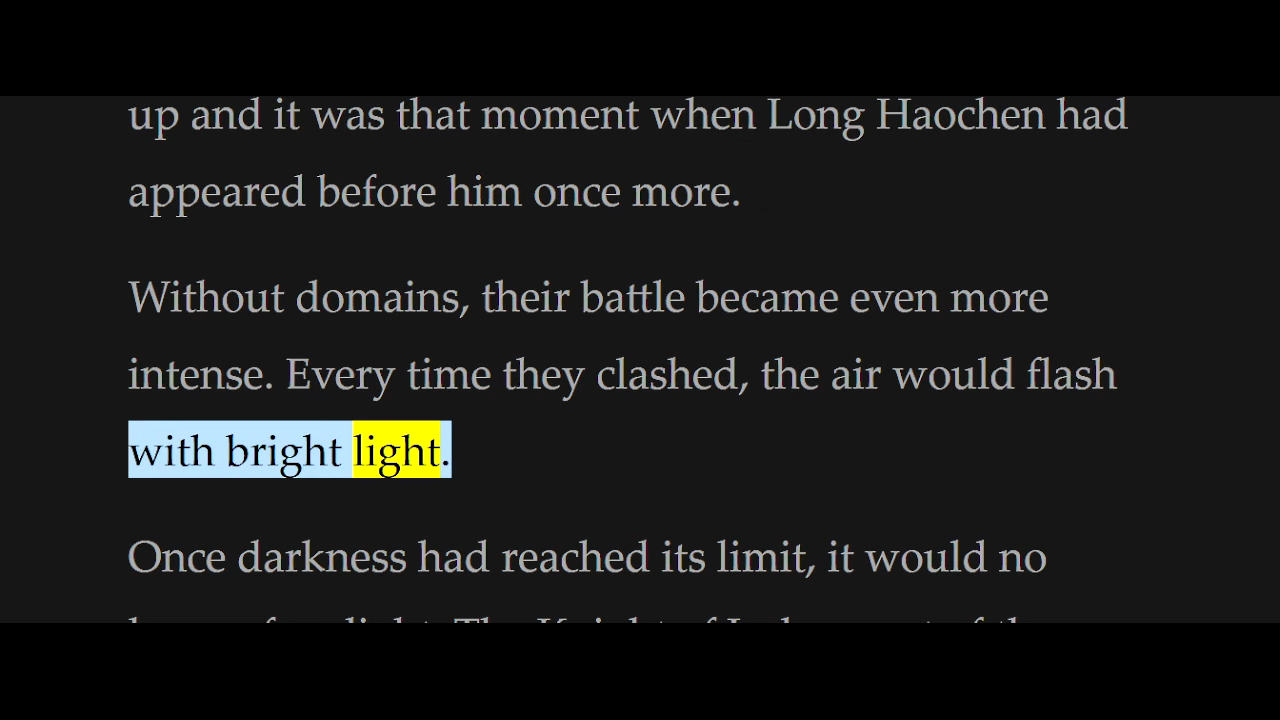 up and it was that moment when Long Haochen had
appeared before him once more.
Without domains, their battle became even more
intense. Every time they clashed, the air would flash
with bright light.
Once darkness had reached its limit, it would no